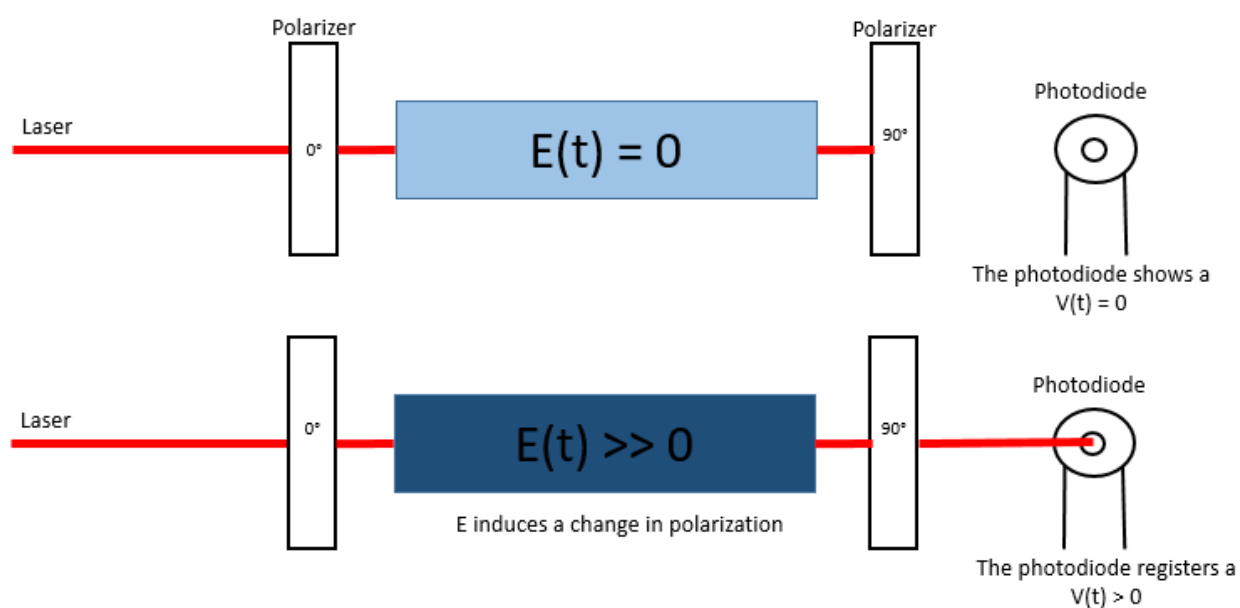 Polarizer
Polarizer
Photodiode
Laser
0°
E(t) = 0
90°
The photodiode shows a
V(t) = 0
Photodiode
Laser
0°
E(t) >> 0
90°
E induces a change in polarization
The photodiode registers a
V(t) > 0